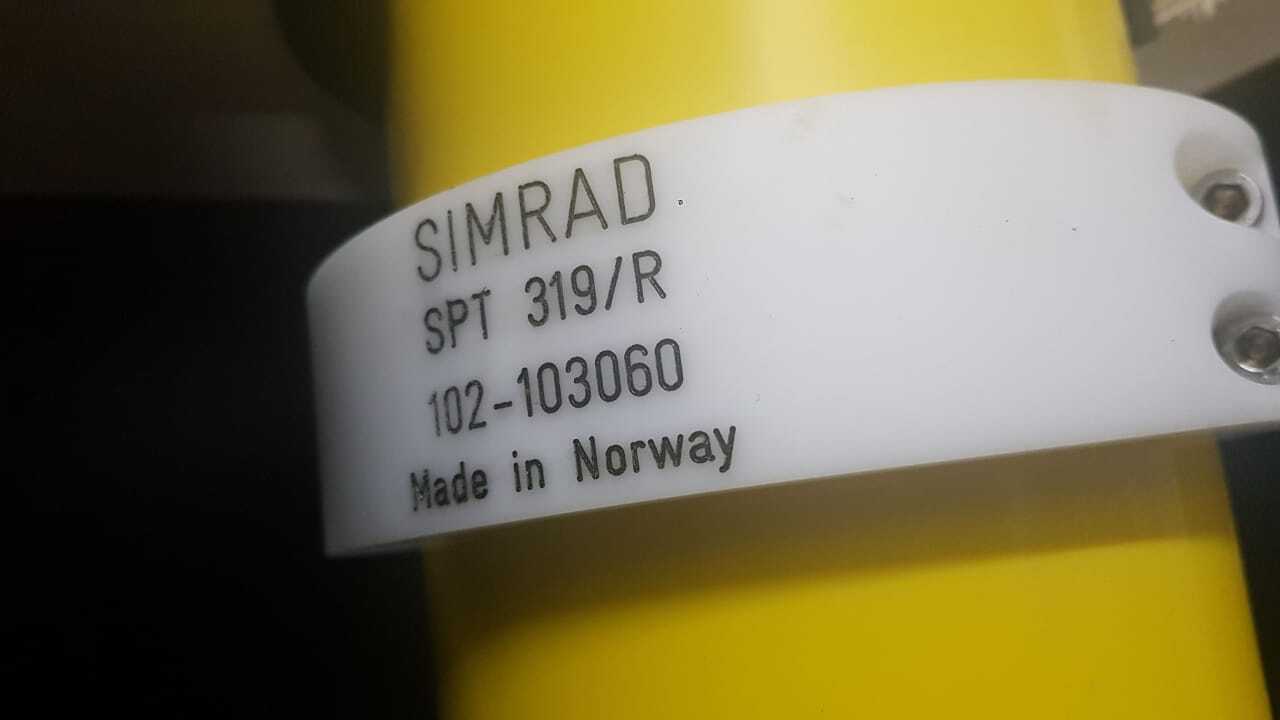 SIMRAD
SPT 319/R
102-103060
Made in Norway